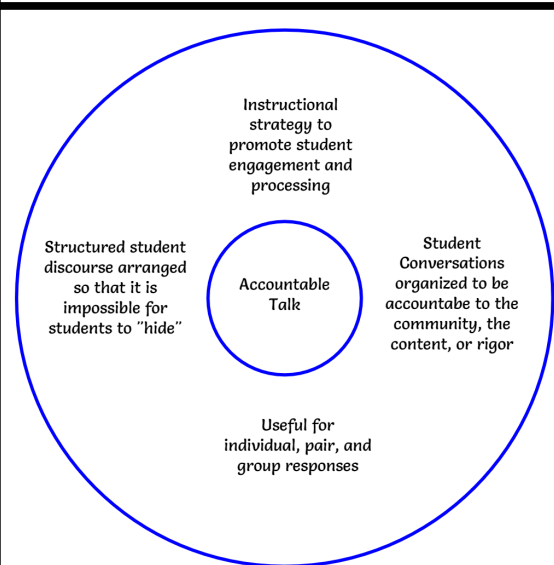 Instructional
strategy to
promote student
engagement and
processing
Structured student
discourse arranged
so that it is
impossible for
students to "hide"
Accountable
Talk
Student
Conversations
organized to be
accountabe to the
community, the
content, or rigor
Useful for
individual, pair, and
group responses